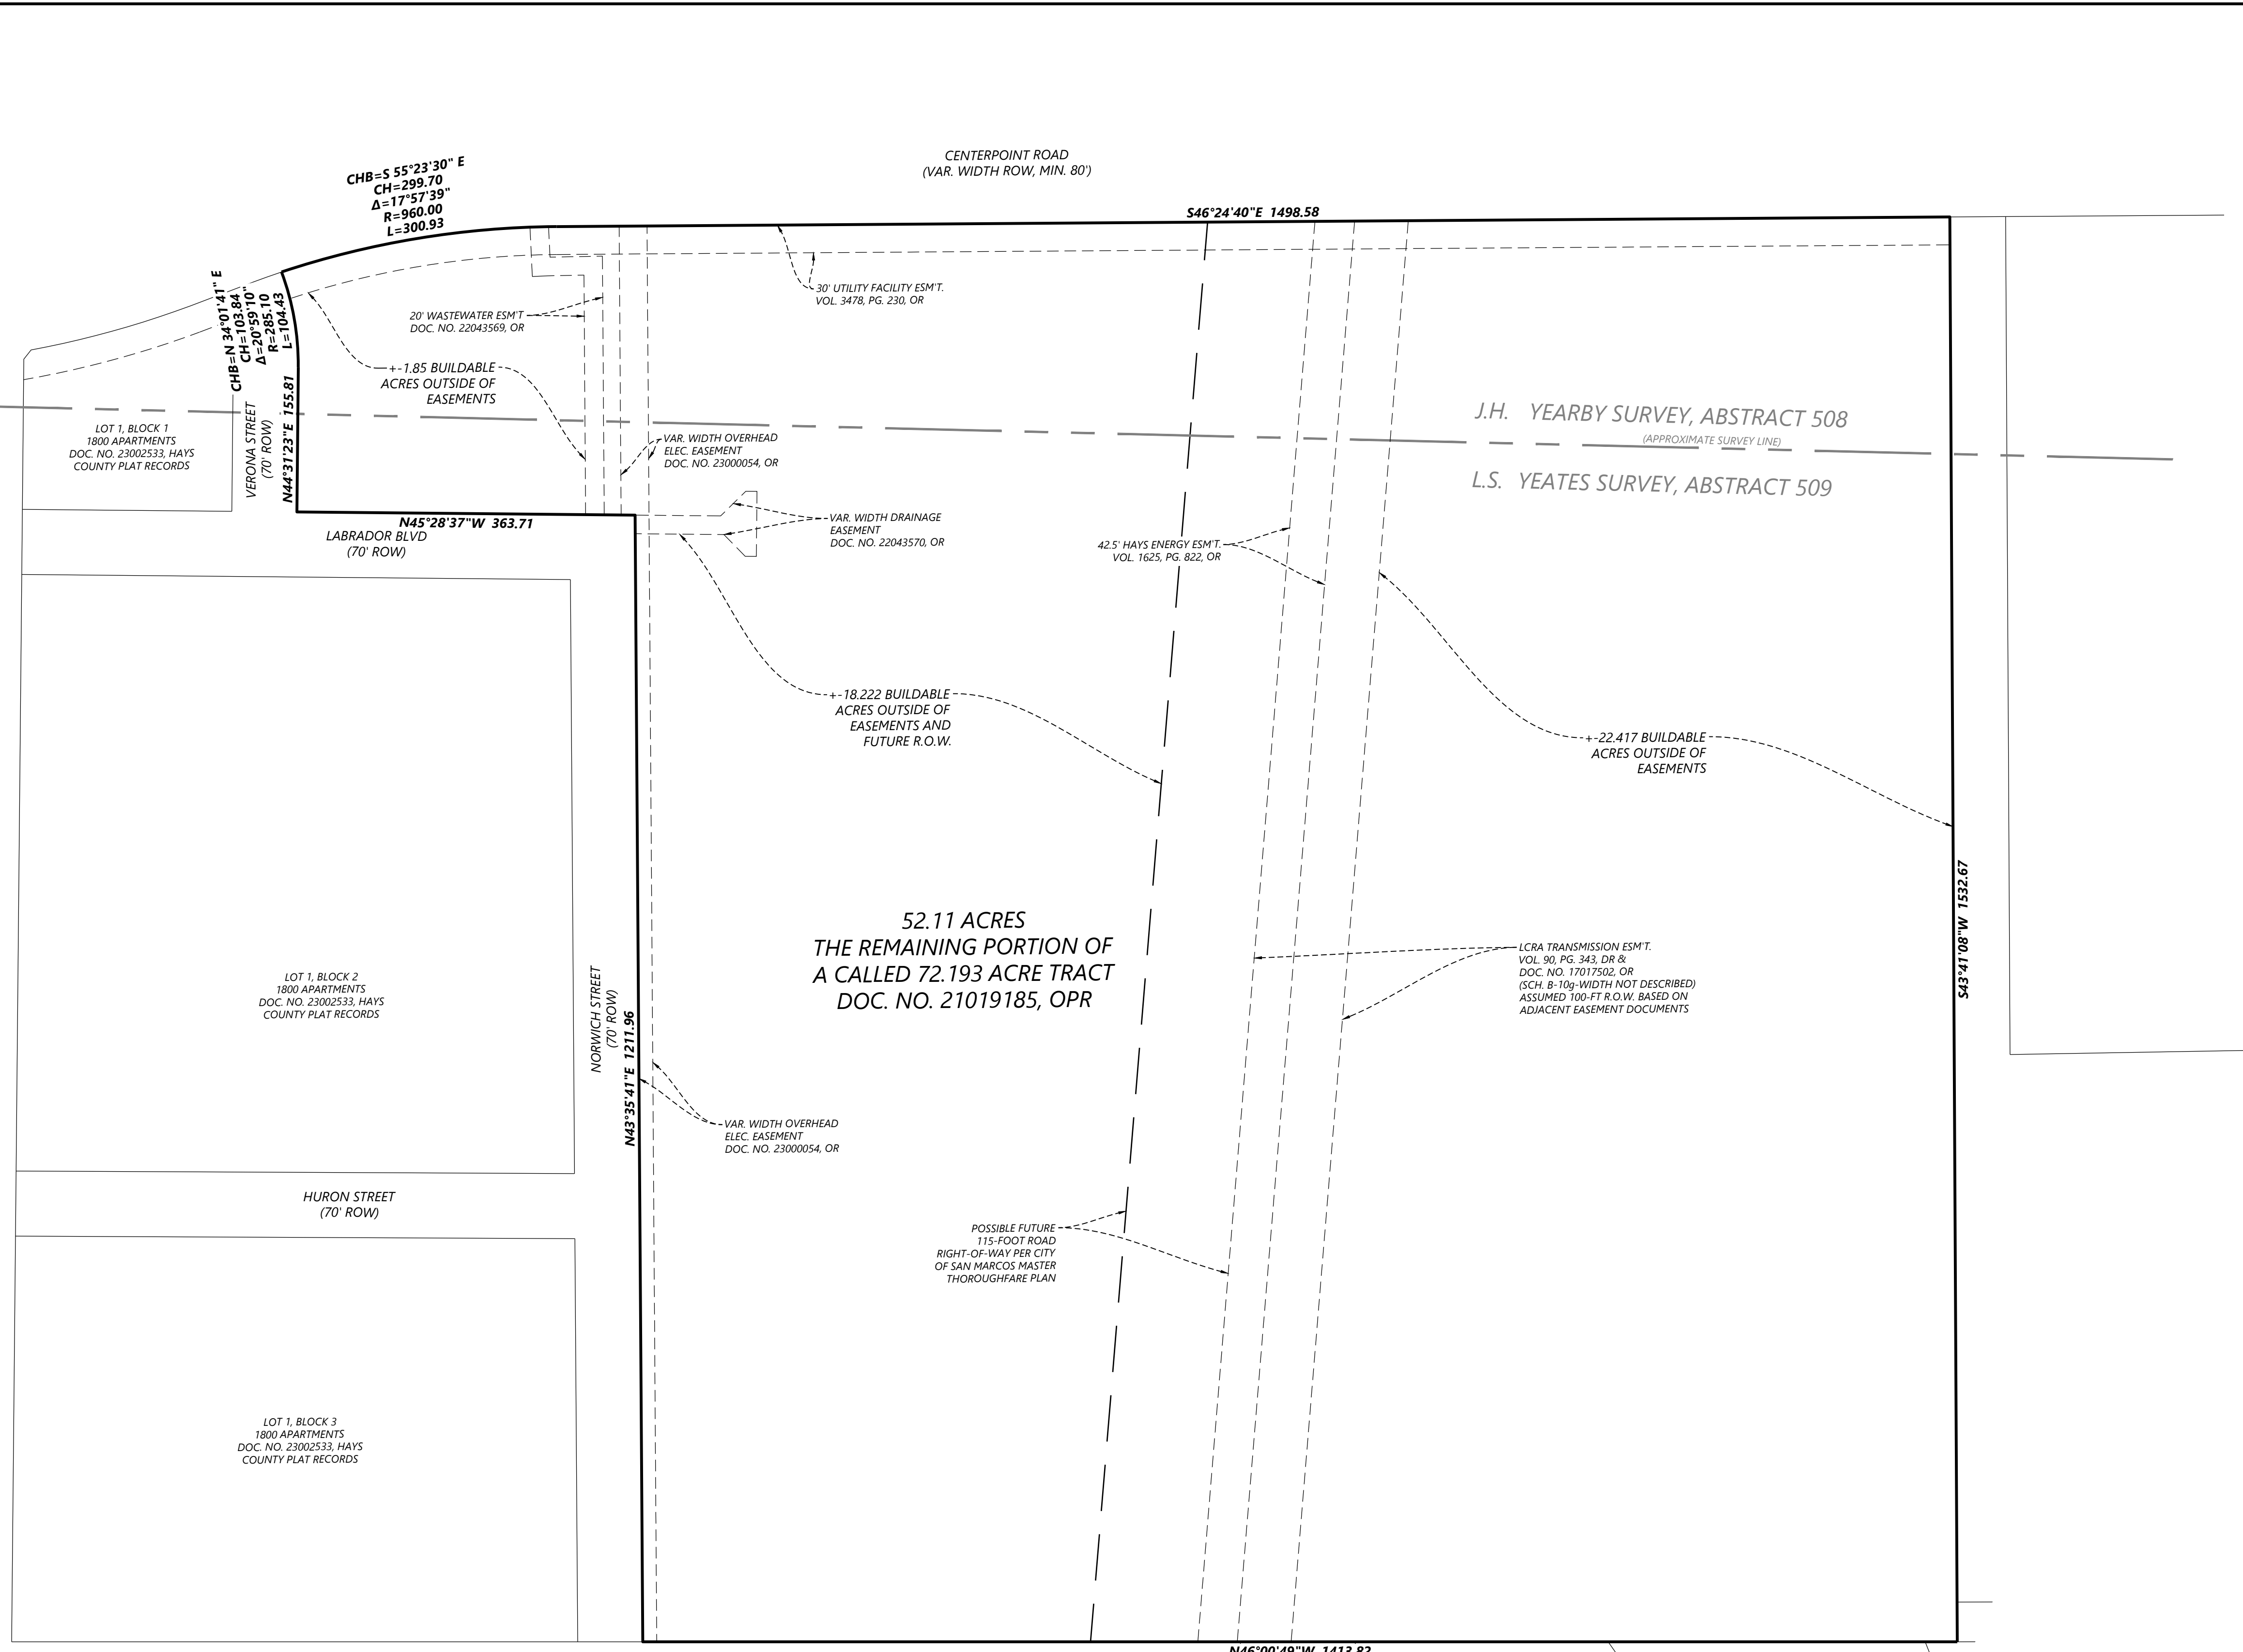 CENTERPOINT ROAD
(VAR. WIDTH ROW, MIN. 80')
CHB=S 55°23'30" E
CH=299.70
Δ=17°57'39"
R=960.00
L=300.93
S46°24'40"E 1498.58
CHB=N 34°01'41" E
CH=103.84
Δ=20°59'10"
R=285.10
L=104.43
30' UTILITY FACILITY ESM'T.
VOL. 3478, PG. 230, OR
20' WASTEWATER ESM'T
DOC. NO. 22043569, OR
+-1.85 BUILDABLE
ACRES OUTSIDE OF
EASEMENTS
N44°31'23"E 155.81
VERONA STREET
(70' ROW)
LOT 1, BLOCK 1
1800 APARTMENTS
DOC. NO. 23002533, HAYS
COUNTY PLAT RECORDS
J.H. YEARBY SURVEY, ABSTRACT 508
(APPROXIMATE SURVEY LINE)
L.S. YEATES SURVEY, ABSTRACT 509
VAR. WIDTH OVERHEAD
ELEC. EASEMENT
DOC. NO. 23000054, OR
N45°28'37"W 363.71
LABRADOR BLVD
(70' ROW)
VAR. WIDTH DRAINAGE
EASEMENT
DOC. NO. 22043570, OR
42.5' HAYS ENERGY ESM'T.
VOL. 1625, PG. 822, OR
+-18.222 BUILDABLE
ACRES OUTSIDE OF
EASEMENTS AND
FUTURE R.O.W.
+-22.417 BUILDABLE
ACRES OUTSIDE OF
EASEMENTS
52.11 ACRES
THE REMAINING PORTION OF
A CALLED 72.193 ACRE TRACT
DOC. NO. 21019185, OPR
LCRA TRANSMISSION ESM'T.
VOL. 90, PG. 343, DR &
DOC. NO. 17017502, OR
(SCH. B-10g-WIDTH NOT DESCRIBED)
ASSUMED 100-FT R.O.W. BASED ON
ADJACENT EASEMENT DOCUMENTS
S43°41'08"W 1532.67
LOT 1, BLOCK 2
1800 APARTMENTS
DOC. NO. 23002533, HAYS
COUNTY PLAT RECORDS
NORWICH STREET
(70' ROW)
N43°35'41"E 1211.96
VAR. WIDTH OVERHEAD
ELEC. EASEMENT
DOC. NO. 23000054, OR
HURON STREET
(70' ROW)
POSSIBLE FUTURE
115-FOOT ROAD
RIGHT-OF-WAY PER CITY
OF SAN MARCOS MASTER
THOROUGHFARE PLAN
LOT 1, BLOCK 3
1800 APARTMENTS
DOC. NO. 23002533, HAYS
COUNTY PLAT RECORDS
N46°00'49"W 1413.82